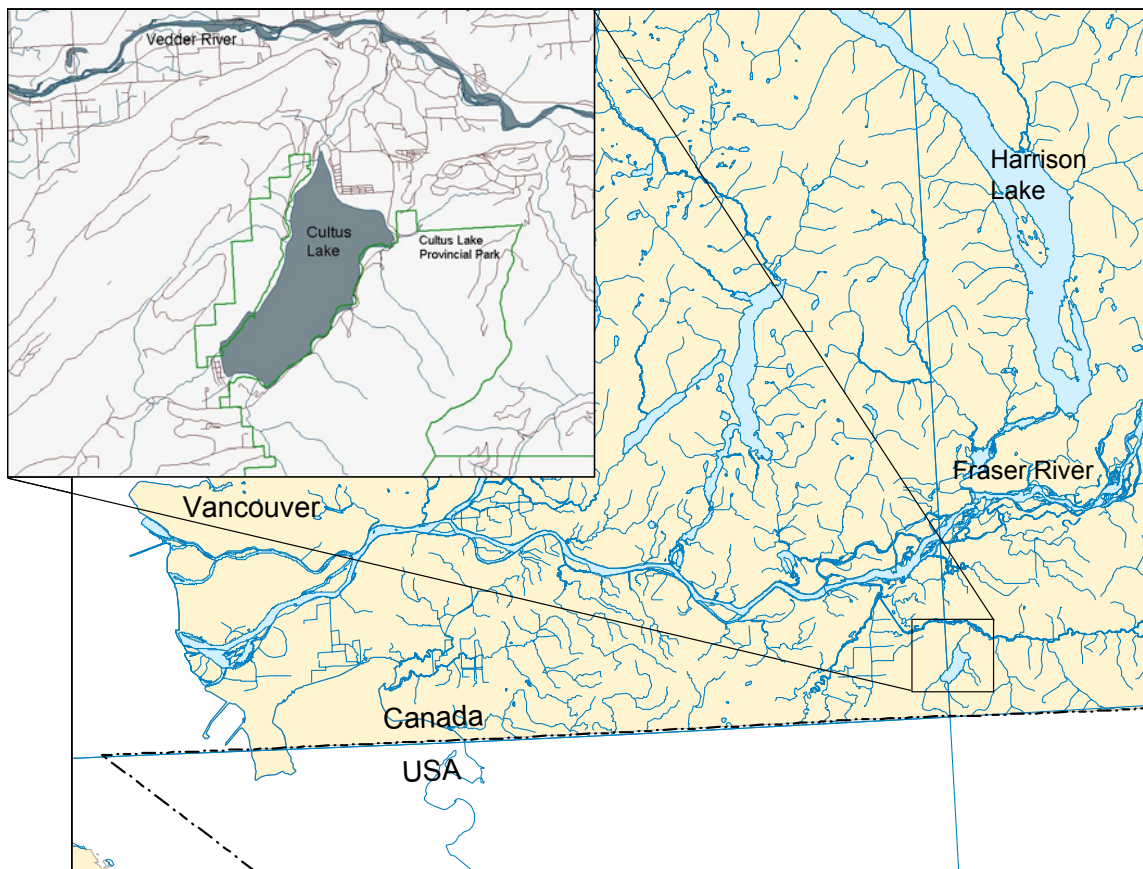 Vedder River
Cultus
Lake
Cultus Lake
Provincial Park
Harrison
Lake
Fraser River
Vancouver
Canada
USA